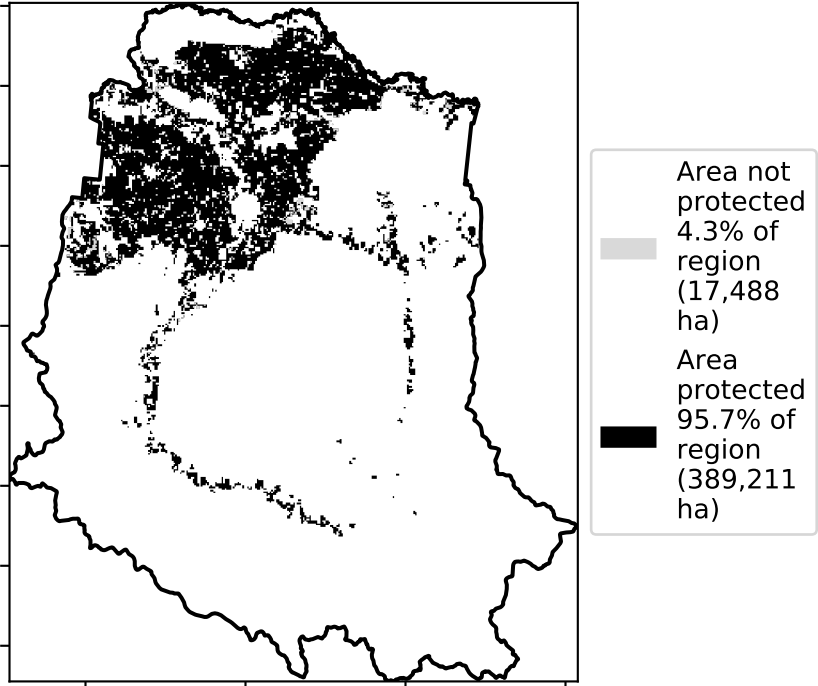 Area not
protected
4.3% of
region
(17,488
ha)
Area
protected
95.7% of
region
(389,211
ha)